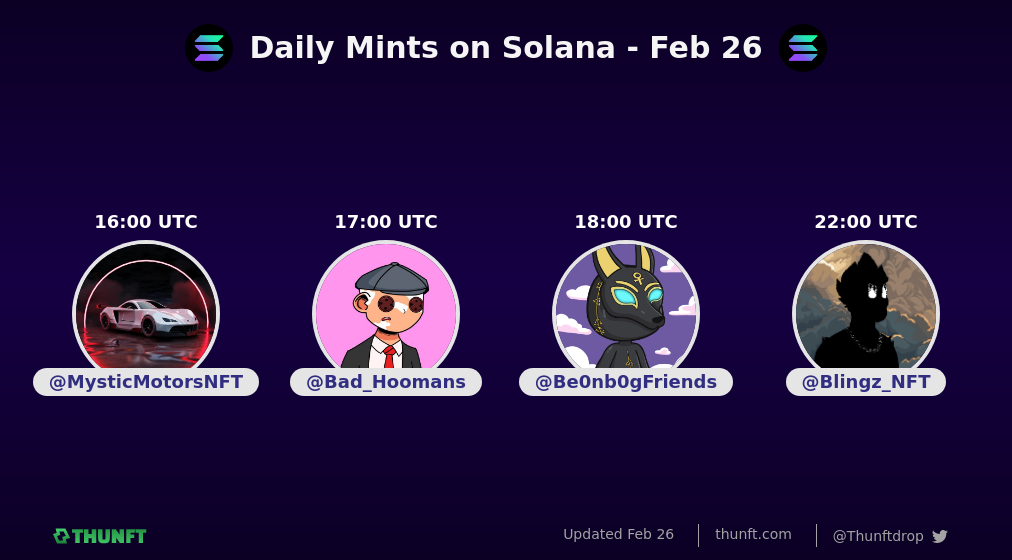 Daily Mints on Solana - Feb 26
16:00 UTC
17:00 UTC
18:00 UTC
22:00 UTC
@MysticMotorsNFT
@Bad_Hoomans
@Be0nb0gFriends
@Blingz_NFT
THUNFT
Updated Feb 26
thunft.com
@Thunftdrop